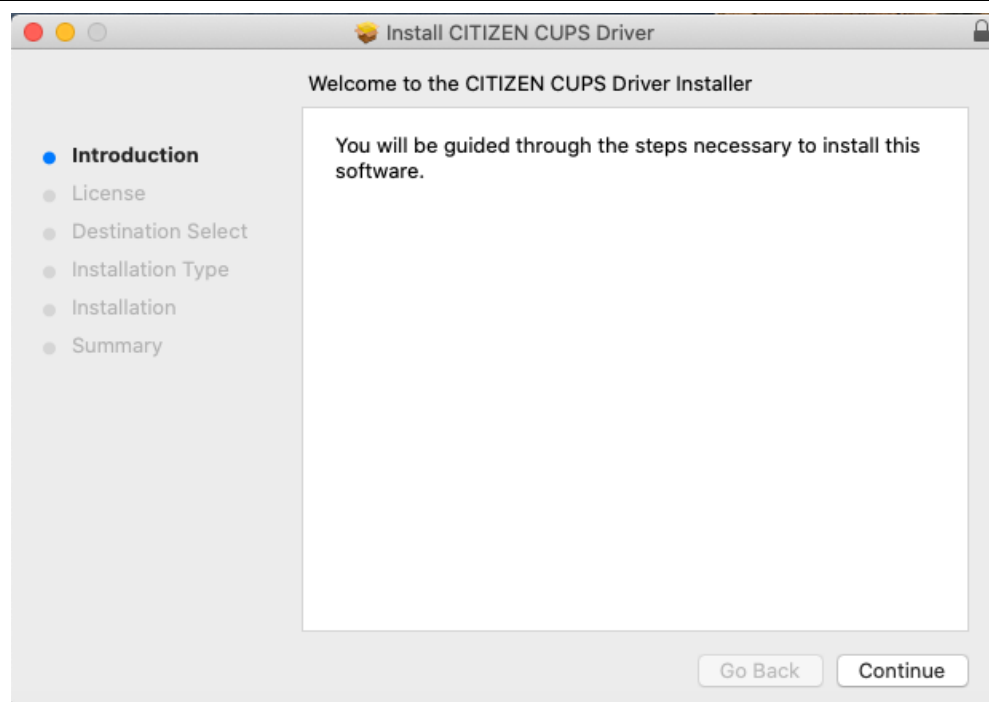 Install CITIZEN CUPS Driver
Welcome to the CITIZEN CUPS Driver Installer
Introduction
License
Destination Select
Installation Type
Installation
Summary
You will be guided through the steps necessary to install this
software.
Go Back
Continue